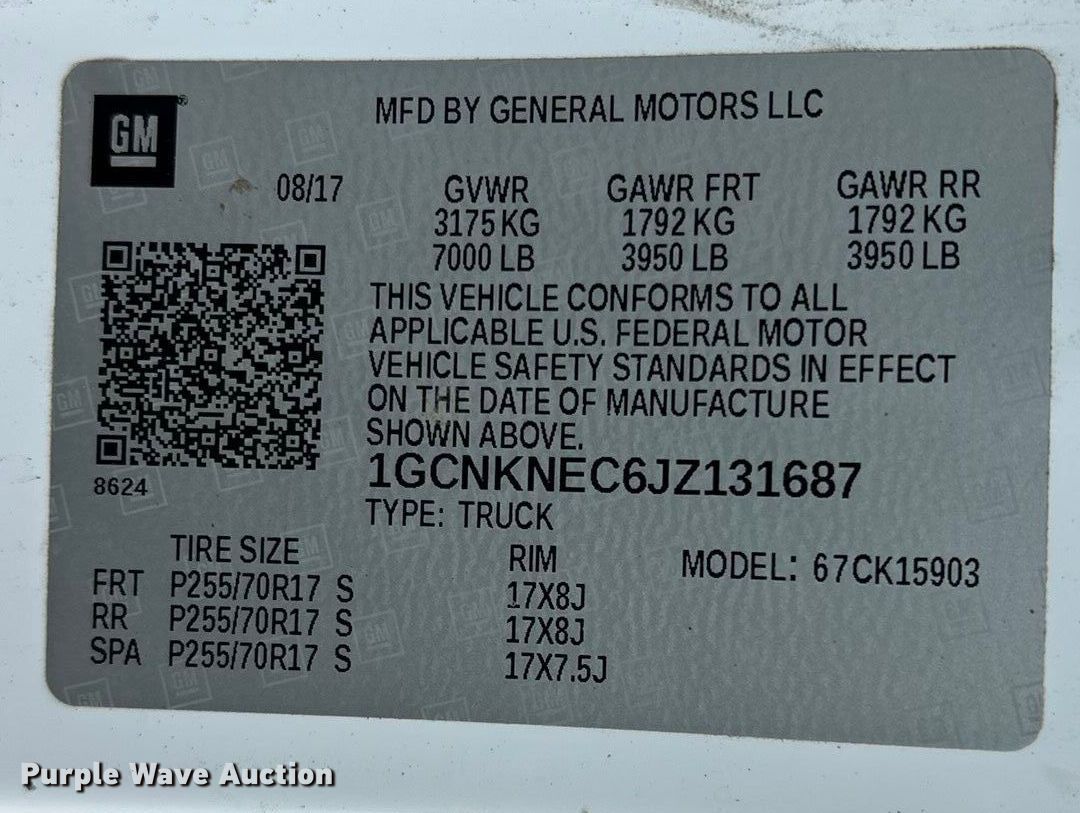 GM
MFD BY GENERAL MOTORS LLC
08/17 GVWR GAWR FRT GAWR RR
3175 KG 1792 KG 1792 KG
7000 LB 3950 LB 3950 LB
THIS VEHICLE CONFORMS TO ALL
APPLICABLE U.S. FEDERAL MOTOR
VEHICLE SAFETY STANDARDS IN EFFECT
ON THE DATE OF MANUFACTURE
SHOWN ABOVE.
8624
1GCNKNEC6JZ131687
TYPE: TRUCK
TIRE SIZE RIM MODEL: 67CK15903
FRT P255/70R17 S 17X8J
RR P255/70R17 S 17X8J
SPA P255/70R17 S 17X7.5J
Purple Wave Auction